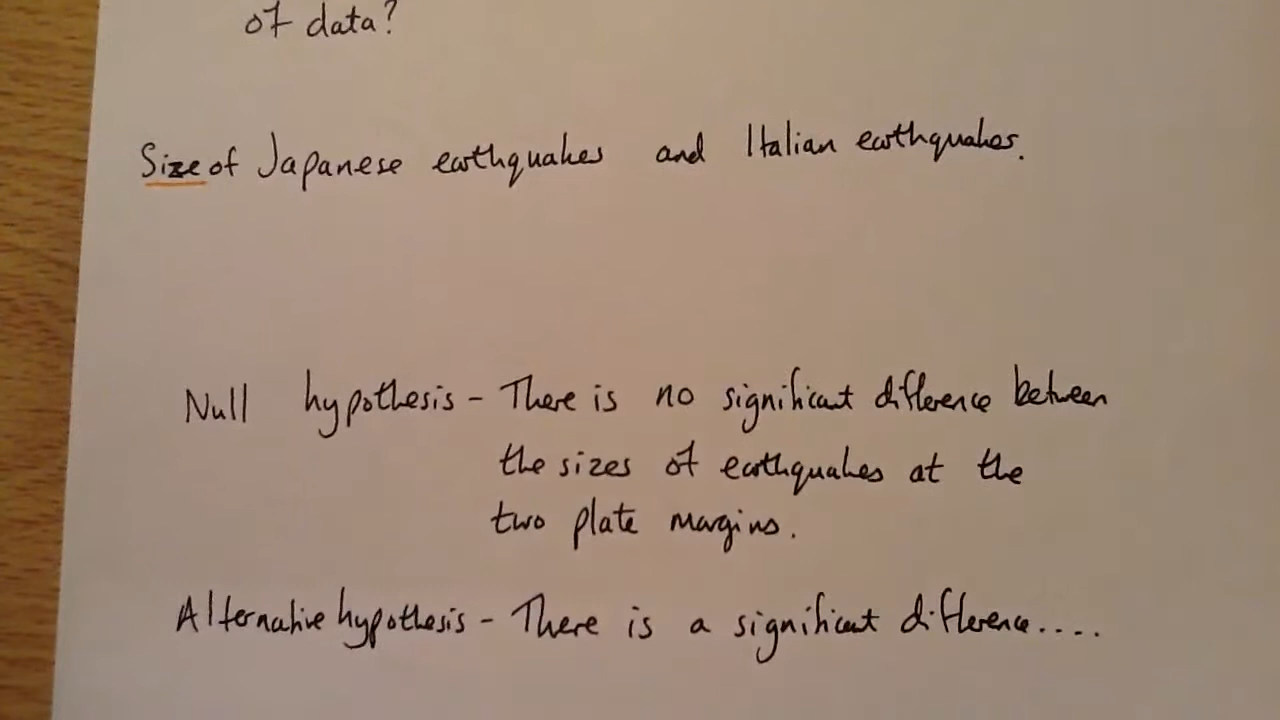 of data?
Size of Japanese earthquakes and Italian earthquakes.
Null hypothesis - There is no significant difference between
the sizes of earthquakes at the
two plate margins.
Alternative hypothesis - There is a significant difference....